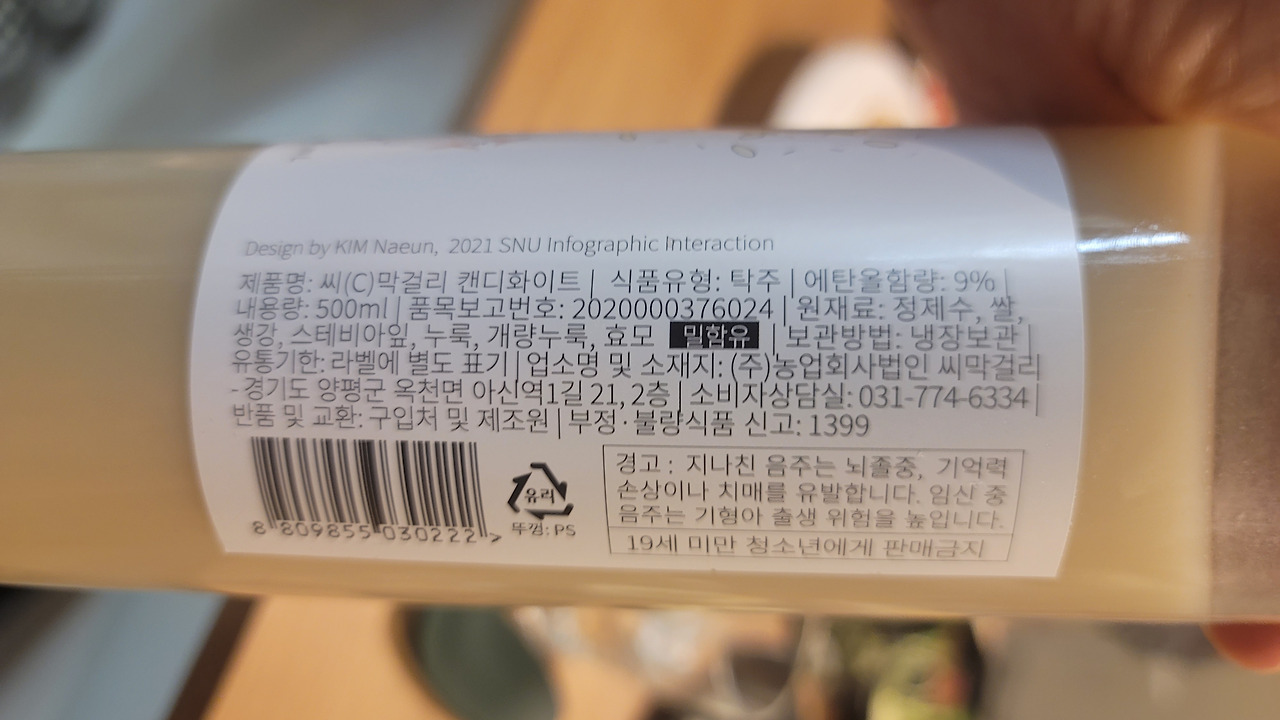 Design by KIM Naeun, 2021 SNU Infographic Interaction
제품명: 씨(C)막걸리 캔디화이트 | 식품유형: 탁주 | 에탄올함량: 9% |
내용량: 500ml | 품목보고번호: 2020000376024 | 원재료: 정제수, 쌀,
생강, 스테비아잎, 누룩, 개량누룩, 효모 밀함유 | 보관방법: 냉장보관 |
유통기한: 라벨에 별도 표기 | 업소명 및 소재지: (주)농업회사법인 씨막걸리
- 경기도 양평군 옥천면 아신역1길 21, 2층 | 소비자상담실: 031-774-6334 |
반품 및 교환: 구입처 및 제조원 | 부정·불량식품 신고: 1399
8 809855 030222 >
유리
뚜껑: PS
경고 : 지나친 음주는 뇌졸중, 기억력
손상이나 치매를 유발합니다. 임신 중
음주는 기형아 출생 위험을 높입니다.
19세 미만 청소년에게 판매금지